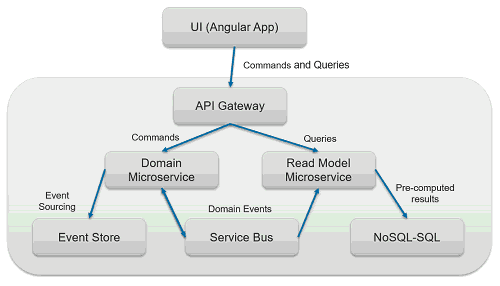 UI (Angular App)
Commands and Queries
API Gateway
Commands
Queries
Domain
Microservice
Read Model
Microservice
Event
Sourcing
Domain Events
Pre-computed
results
Event Store
Service Bus
NoSQL-SQL